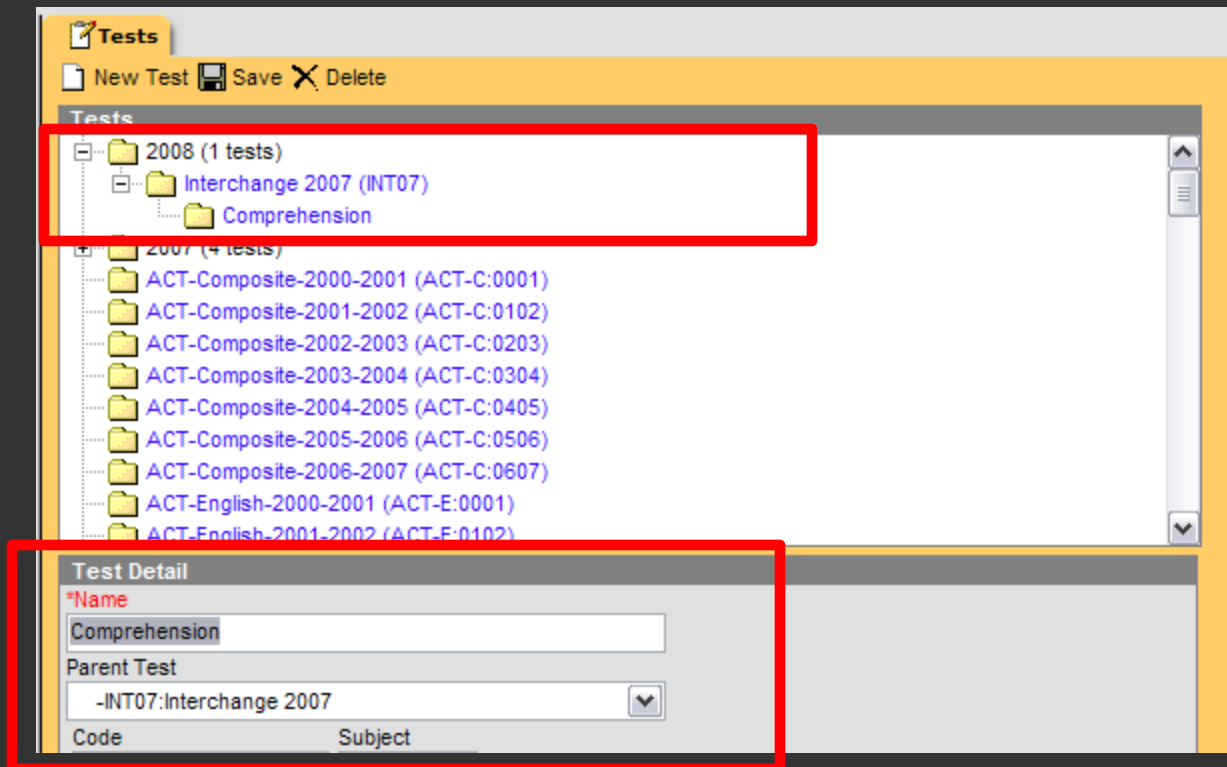 Tests
New Test Save Delete
Tests
2008 (1 tests)
Interchange 2007 (INT07)
Comprehension
2007 (4 tests)
ACT-Composite-2000-2001 (ACT-C:0001)
ACT-Composite-2001-2002 (ACT-C:0102)
ACT-Composite-2002-2003 (ACT-C:0203)
ACT-Composite-2003-2004 (ACT-C:0304)
ACT-Composite-2004-2005 (ACT-C:0405)
ACT-Composite-2005-2006 (ACT-C:0506)
ACT-Composite-2006-2007 (ACT-C:0607)
ACT-English-2000-2001 (ACT-E:0001)
ACT-English-2001-2002 (ACT-E:0102)
Test Detail
*Name
Comprehension
Parent Test
-INT07:Interchange 2007
Code Subject